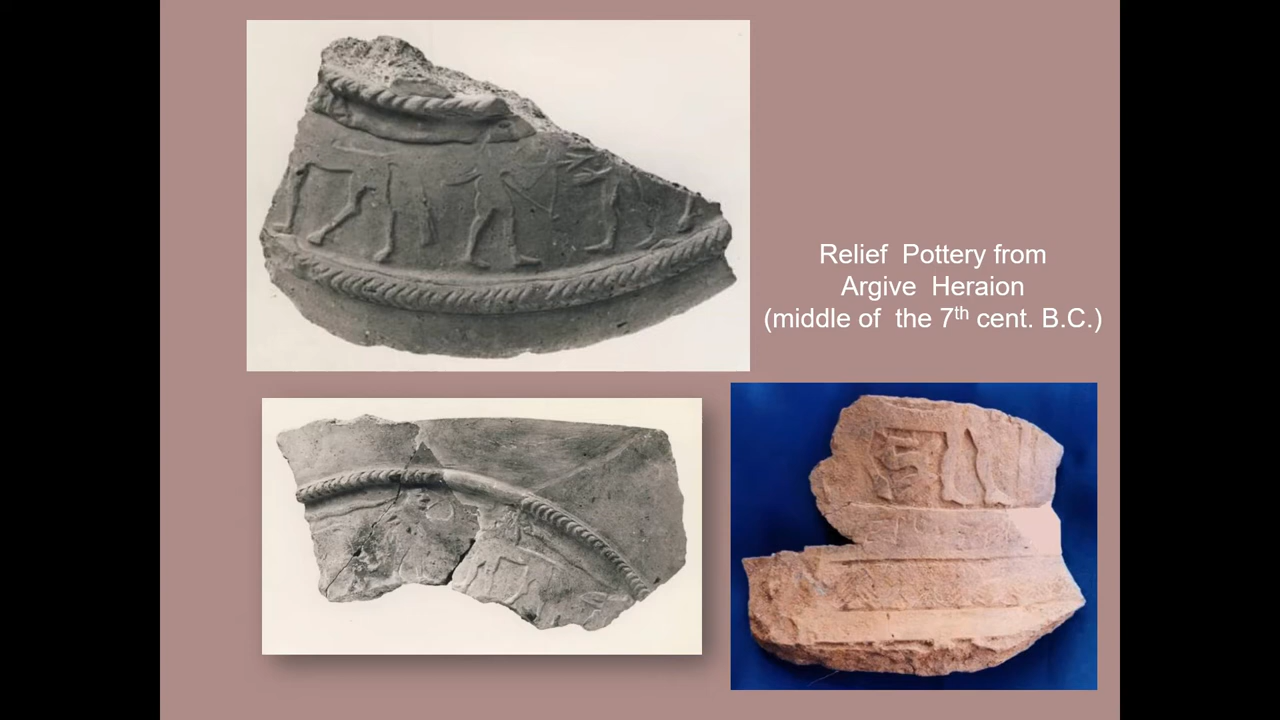 Relief Pottery from
Argive Heraion
(middle of the 7th cent. B.C.)